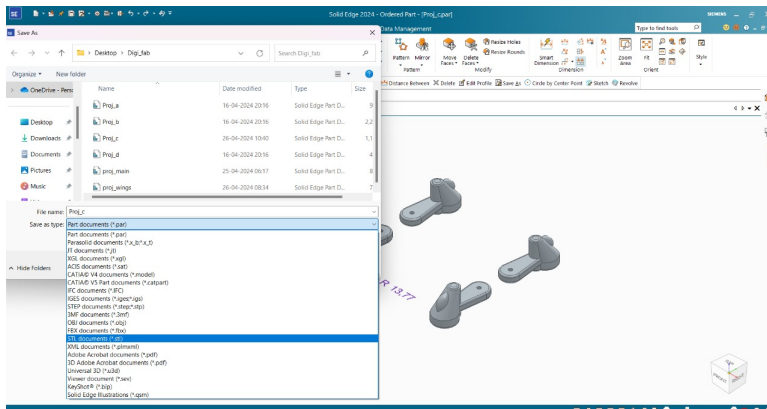 Solid Edge 2024 - Ordered Part - [Proj_c.par]
SIEMENS
Save As
Data Management
Type to find tools
Desktop > Digi_fab
Search Digi_fab
Organize
New folder
Pattern
Mirror
Move Faces
Delete Faces
Resize Holes
Resize Rounds
Smart Dimension
Zoom Area
Fit
Style
Pattern
Modify
Dimension
Orient
Distance Between
Delete
Edit Profile
Save As
Circle by Center Point
Sketch
Revolve
OneDrive - Perso
Desktop
Downloads
Documents
Pictures
Music
Name Date modified Type Size
Proj_a 16-04-2024 20:16 Solid Edge Part D... 9
Proj_b 16-04-2024 20:16 Solid Edge Part D... 2,2
Proj_c 26-04-2024 10:40 Solid Edge Part D... 1,1
Proj_d 16-04-2024 20:16 Solid Edge Part D... 4
proj_main 25-04-2024 06:17 Solid Edge Part D... 8
proj_wings 26-04-2024 08:34 Solid Edge Part D... 7
File name: Proj_c
Save as type: Part documents (*.par)
Part documents (*.par)
Parasolid documents (*.x_b;*.x_t)
JT documents (*.jt)
XGL documents (*.xgl)
ACIS documents (*.sat)
CATIA® V4 documents (*.model)
CATIA® V5 Part documents (*.catpart)
IFC documents (*.IFC)
IGES documents (*.iges;*.igs)
STEP documents (*.step;*.stp)
3MF documents (*.3mf)
OBJ documents (*.obj)
FBX documents (*.fbx)
STL documents (*.stl)
XML documents (*.plmxml)
Adobe Acrobat documents (*.pdf)
3D Adobe Acrobat documents (*.pdf)
Universal 3D (*.u3d)
Viewer document (*.sev)
KeyShot® (*.bip)
Solid Edge Illustrations (*.qsm)
Hide Folders
R 13,77